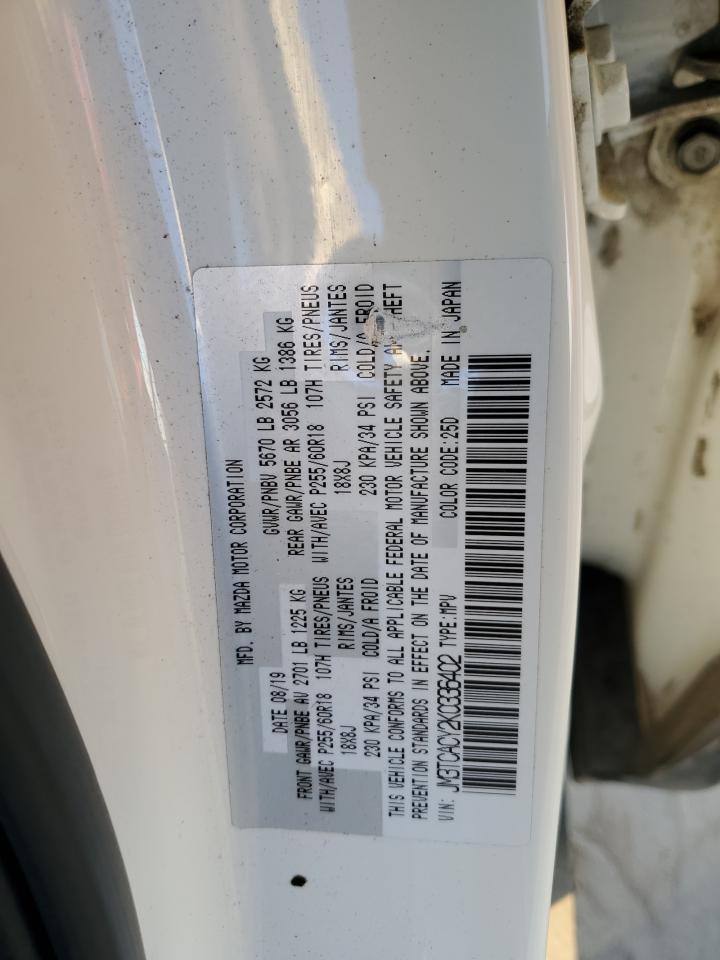 MFD. BY MAZDA MOTOR CORPORATION
DATE 08/19 GVWR/PNBV 5670 LB 2572 KG
FRONT GAWR/PNBE AV 2701 LB 1225 KG REAR GAWR/PNBE AR 3056 LB 1386 KG
WITH/AVEC P255/60R18 107H TIRES/PNEUS WITH/AVEC P255/60R18 107H TIRES/PNEUS
18X8J RIMS/JANTES 18X8J RIMS/JANTES
230 KPA/34 PSI COLD/A FROID 230 KPA/34 PSI COLD/A FROID
THIS VEHICLE CONFORMS TO ALL APPLICABLE FEDERAL MOTOR VEHICLE SAFETY AND THEFT
PREVENTION STANDARDS IN EFFECT ON THE DATE OF MANUFACTURE SHOWN ABOVE.
VIN: JM3TCACY2K0336402 TYPE:MPV COLOR CODE:25D MADE IN JAPAN